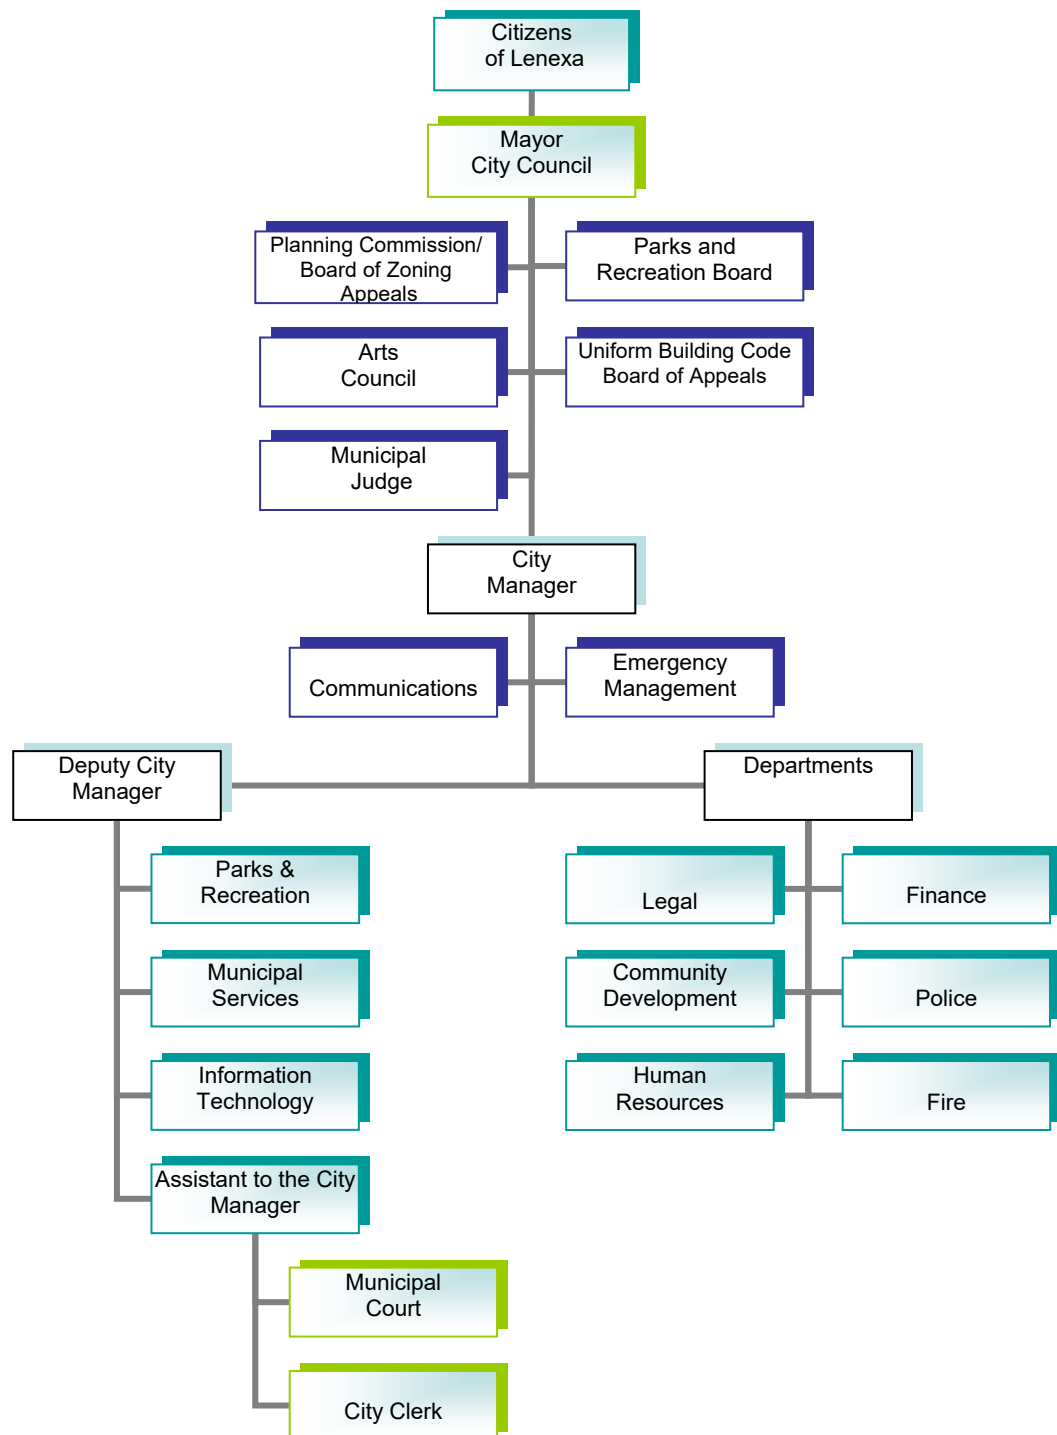 Citizens
of Lenexa
Mayor
City Council
Planning Commission/
Board of Zoning
Appeals
Parks and
Recreation Board
Arts
Council
Uniform Building Code
Board of Appeals
Municipal
Judge
City
Manager
Communications
Emergency
Management
Deputy City
Manager
Departments
Parks &
Recreation
Legal
Finance
Municipal
Services
Community
Development
Police
Information
Technology
Human
Resources
Fire
Assistant to the City
Manager
Municipal
Court
City Clerk